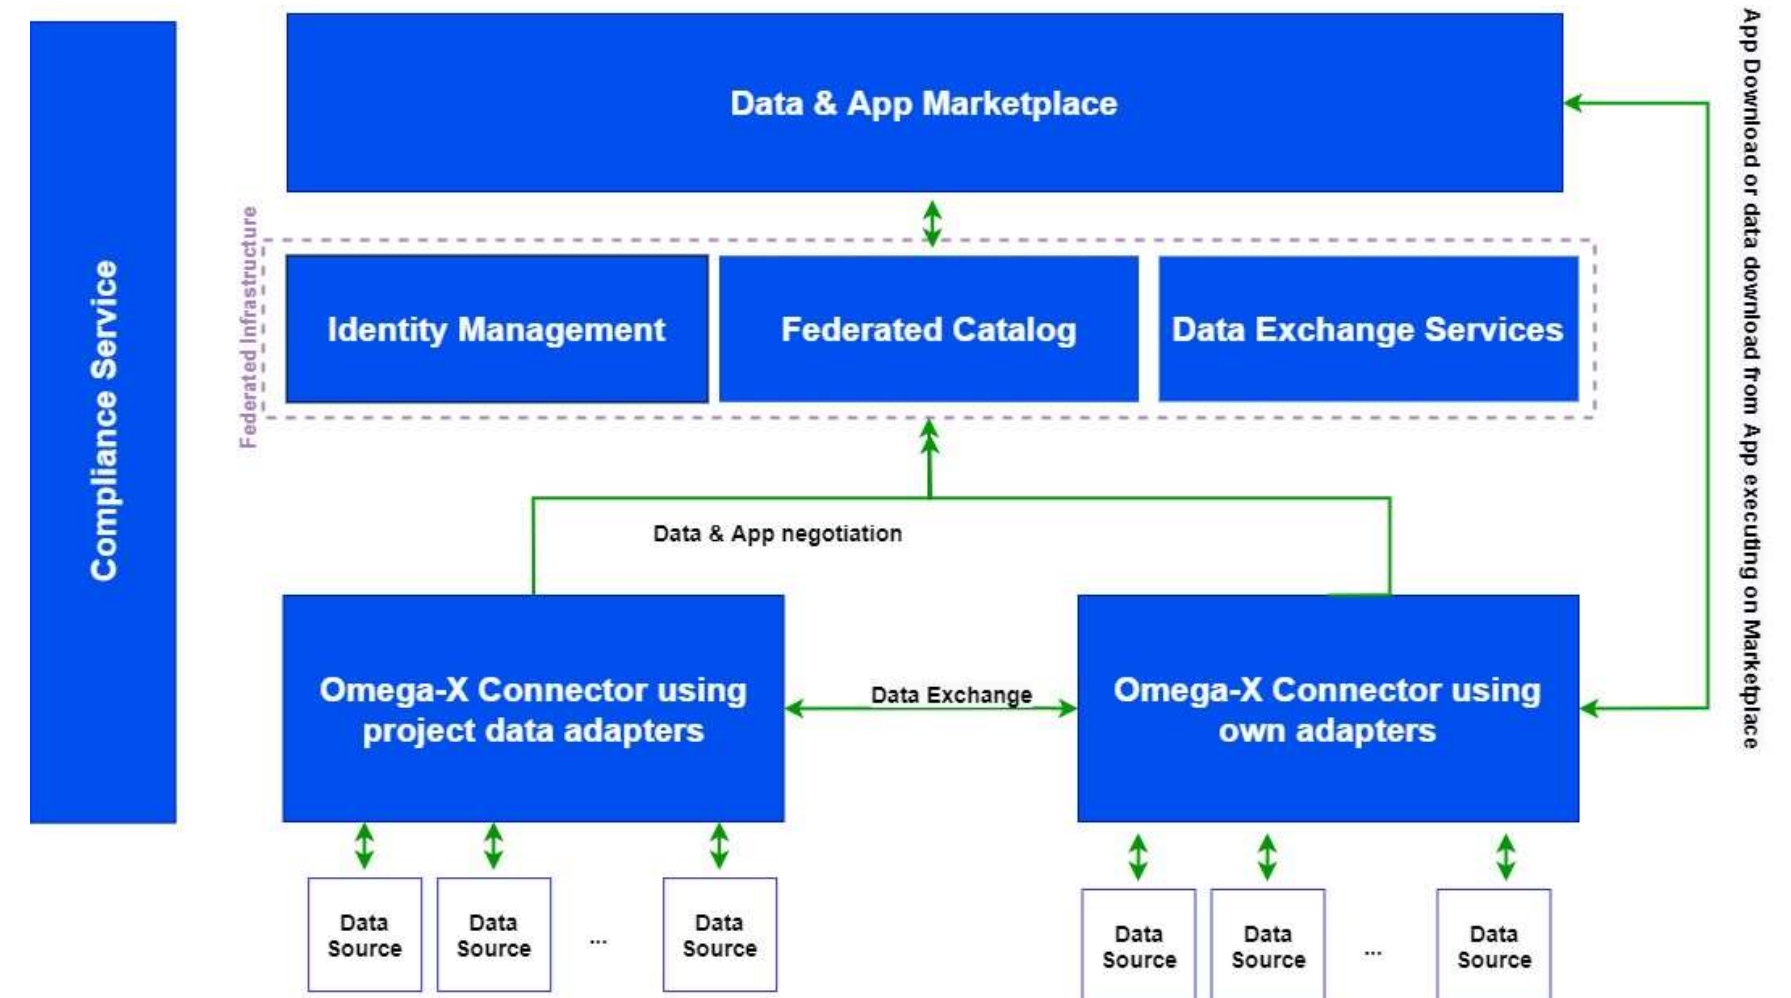 Compliance Service
Data & App Marketplace
App Download or data download from App executing on Marketplace
Federated Infrastructure
Identity Management
Federated Catalog
Data Exchange Services
Data & App negotiation
Omega-X Connector using
project data adapters
Data Exchange
Omega-X Connector using
own adapters
Data
Source
Data
Source
...
Data
Source
Data
Source
Data
Source
...
Data
Source